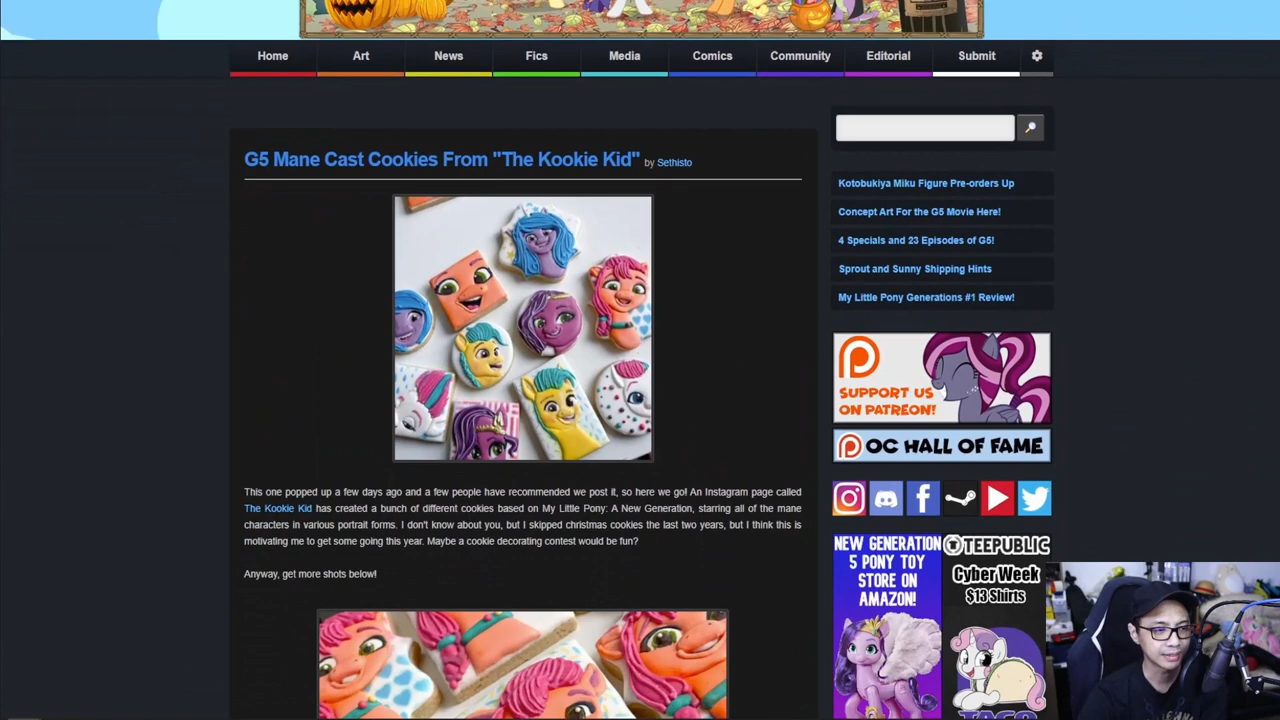 Home Art News Fics Media Comics Community Editorial Submit
G5 Mane Cast Cookies From "The Kookie Kid" by Sethisto
This one popped up a few days ago and a few people have recommended we post it, so here we go! An Instagram page called
The Kookie Kid has created a bunch of different cookies based on My Little Pony: A New Generation, starring all of the mane
characters in various portrait forms. I don't know about you, but I skipped christmas cookies the last two years, but I think this is
motivating me to get some going this year. Maybe a cookie decorating contest would be fun?
Anyway, get more shots below!
Kotobukiya Miku Figure Pre-orders Up
Concept Art For the G5 Movie Here!
4 Specials and 23 Episodes of G5!
Sprout and Sunny Shipping Hints
My Little Pony Generations #1 Review!
SUPPORT US
ON PATREON!
OC HALL OF FAME
NEW GENERATION
5 PONY TOY
STORE ON
AMAZON!
TEEPUBLIC
Cyber Week
$13 Shirts
TACO